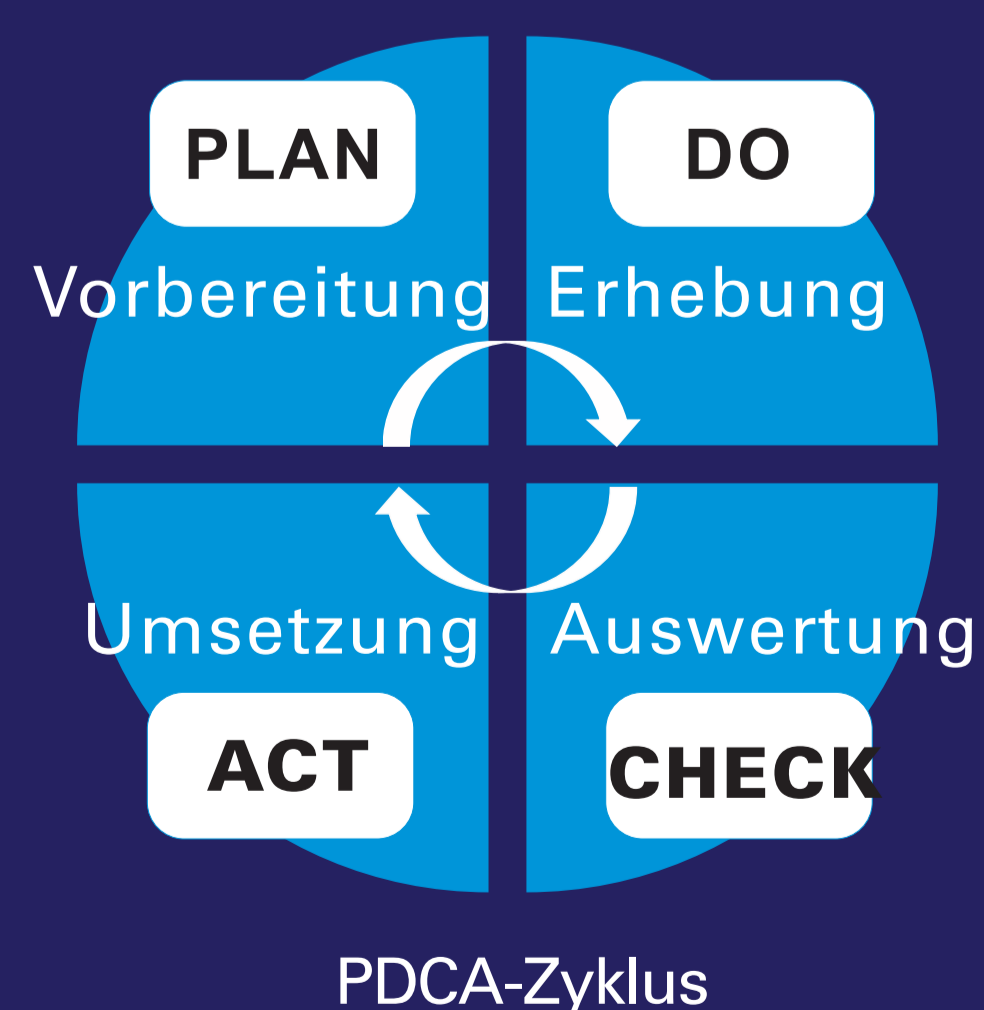 PLAN
DO
Vorbereitung
Erhebung
Umsetzung
Auswertung
ACT
CHECK
PDCA-Zyklus